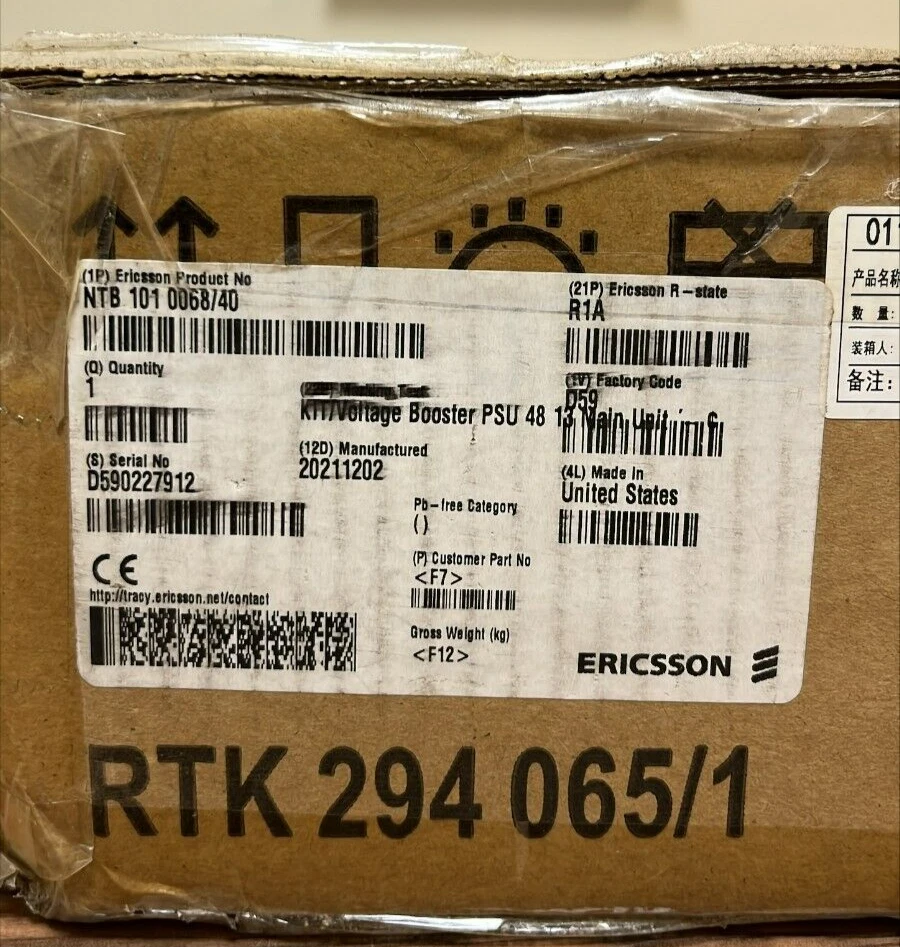 (1P) Ericsson Product No
NTB 101 0068/40
(21P) Ericsson R-state
R1A
(Q) Quantity
1
(1V) Factory Code
D59
KIT/Voltage Booster PSU 48 13 Main Unit
(S) Serial No
D590227912
(12D) Manufactured
20211202
(4L) Made In
United States
Pb-free Category
()
(P) Customer Part No
<F7>
CE
http://tracy.ericsson.net/contact
Gross Weight (kg)
<F12>
ERICSSON
RTK 294 065/1
产品名称
数 量:
装箱人:
备注: